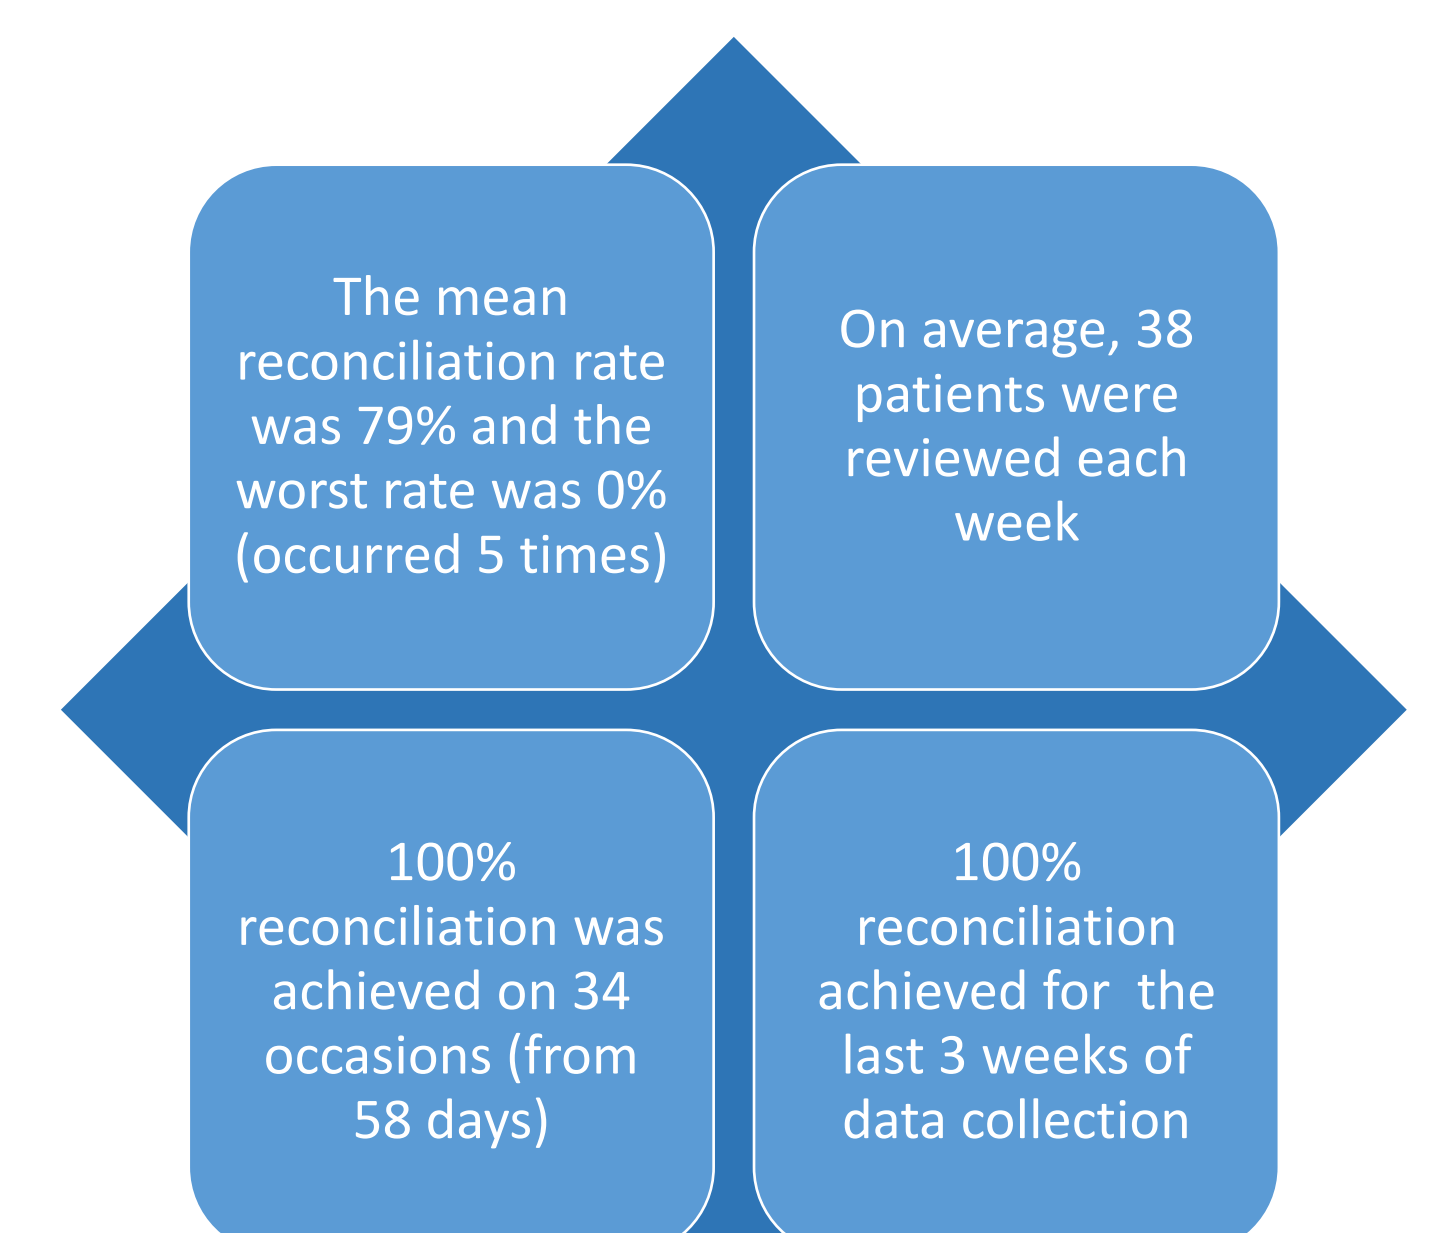 The mean
reconciliation rate
was 79% and the
worst rate was 0%
(occurred 5 times)
On average, 38
patients were
reviewed each
week
100%
reconciliation was
achieved on 34
occasions (from
58 days)
100%
reconciliation
achieved for  the
last 3 weeks of
data collection